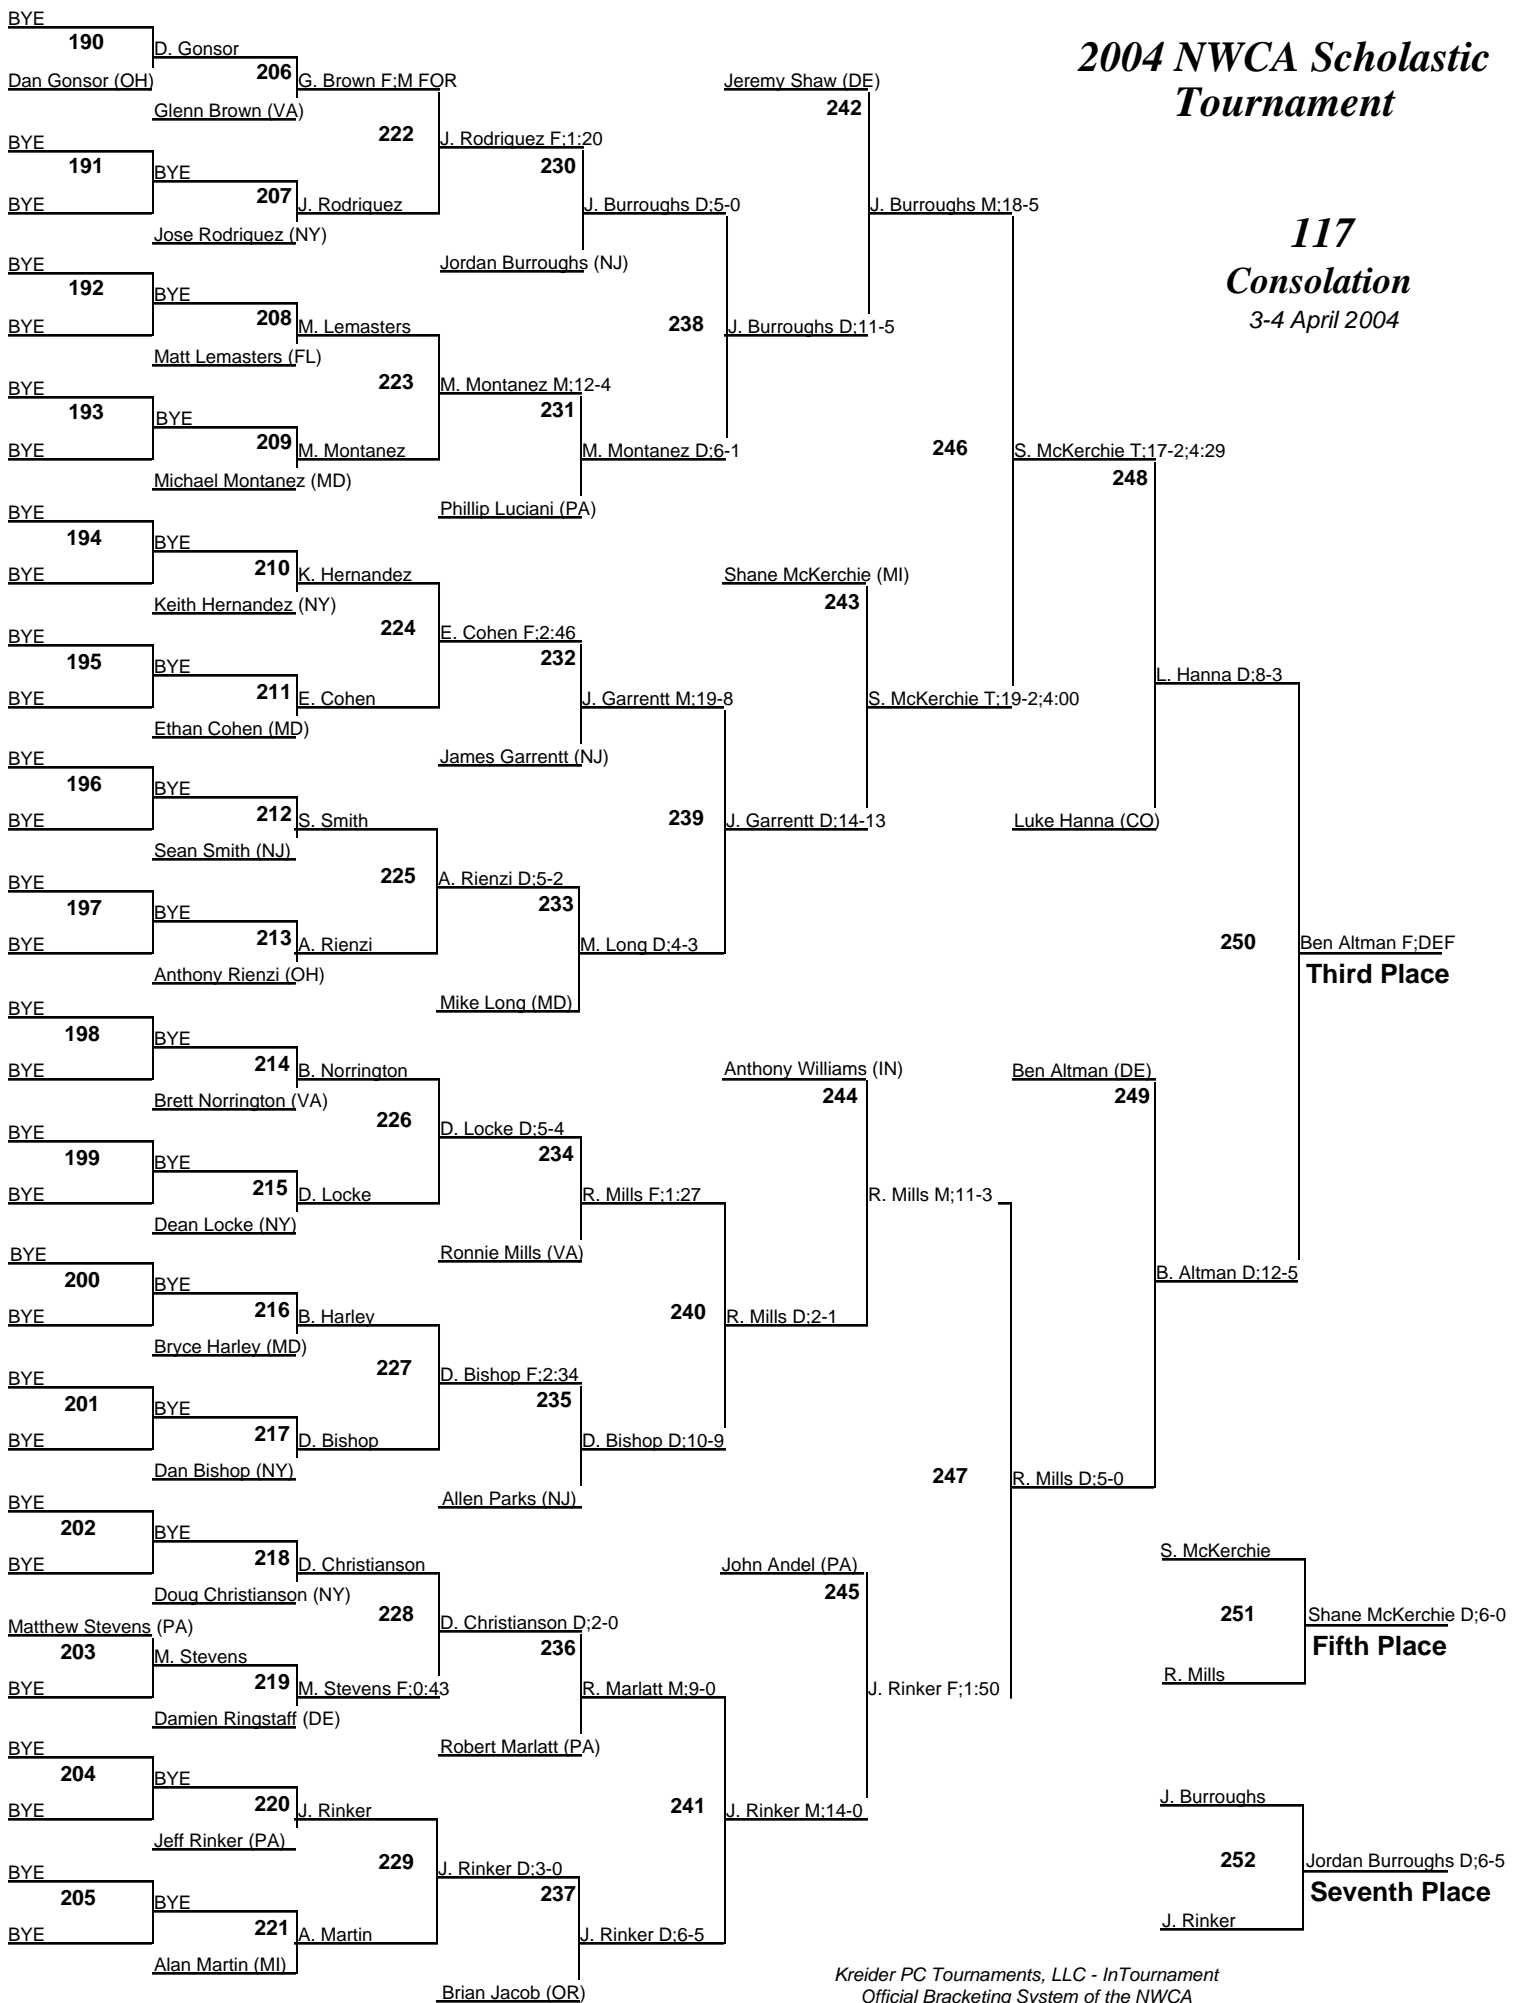 2004 NWCA Scholastic
Tournament
117
Consolation
3-4 April 2004
BYE
190
Dan Gonsor (OH)
BYE
191
BYE
BYE
192
BYE
BYE
193
BYE
BYE
194
BYE
BYE
195
BYE
BYE
196
BYE
BYE
197
BYE
BYE
198
BYE
BYE
199
BYE
BYE
200
BYE
BYE
201
BYE
BYE
202
BYE
Matthew Stevens (PA)
203
BYE
BYE
204
BYE
BYE
205
BYE
D. Gonsor
206
Glenn Brown (VA)
BYE
207
Jose Rodriquez (NY)
BYE
208
Matt Lemasters (FL)
BYE
209
Michael Montanez (MD)
BYE
210
Keith Hernandez (NY)
BYE
211
Ethan Cohen (MD)
BYE
212
Sean Smith (NJ)
BYE
213
Anthony Rienzi (OH)
BYE
214
Brett Norrington (VA)
BYE
215
Dean Locke (NY)
BYE
216
Bryce Harley (MD)
BYE
217
Dan Bishop (NY)
BYE
218
Doug Christianson (NY)
M. Stevens
219
Damien Ringstaff (DE)
BYE
220
Jeff Rinker (PA)
BYE
221
Alan Martin (MI)
G. Brown F;M FOR
222
J. Rodriquez
M. Lemasters
223
M. Montanez
K. Hernandez
224
E. Cohen
S. Smith
225
A. Rienzi
B. Norrington
226
D. Locke
B. Harley
227
D. Bishop
D. Christianson
228
M. Stevens F;0:43
J. Rinker
229
A. Martin
J. Rodriquez F;1:20
230
Jordan Burroughs (NJ)
M. Montanez M;12-4
231
Phillip Luciani (PA)
E. Cohen F;2:46
232
James Garrentt (NJ)
A. Rienzi D;5-2
233
Mike Long (MD)
D. Locke D;5-4
234
Ronnie Mills (VA)
D. Bishop F;2:34
235
Allen Parks (NJ)
D. Christianson D;2-0
236
Robert Marlatt (PA)
J. Rinker D;3-0
237
Brian Jacob (OR)
J. Burroughs D;5-0
238
M. Montanez D;6-1
J. Garrentt M;19-8
239
M. Long D;4-3
R. Mills F;1:27
240
D. Bishop D;10-9
R. Marlatt M;9-0
241
J. Rinker D;6-5
Jeremy Shaw (DE)
242
J. Burroughs D;11-5
Shane McKerchie (MI)
243
J. Garrentt D;14-13
Anthony Williams (IN)
244
R. Mills D;2-1
John Andel (PA)
245
J. Rinker M;14-0
J. Burroughs M;18-5
246
S. McKerchie T;19-2;4:00
R. Mills M;11-3
247
J. Rinker F;1:50
S. McKerchie T;17-2;4:29
248
Luke Hanna (CO)
Ben Altman (DE)
249
R. Mills D;5-0
L. Hanna D;8-3
250
B. Altman D;12-5
Ben Altman F;DEF
Third Place
S. McKerchie
251
R. Mills
Shane McKerchie D;6-0
Fifth Place
J. Burroughs
252
J. Rinker
Jordan Burroughs D;6-5
Seventh Place
Kreider PC Tournaments, LLC - InTournament
Official Bracketing System of the NWCA